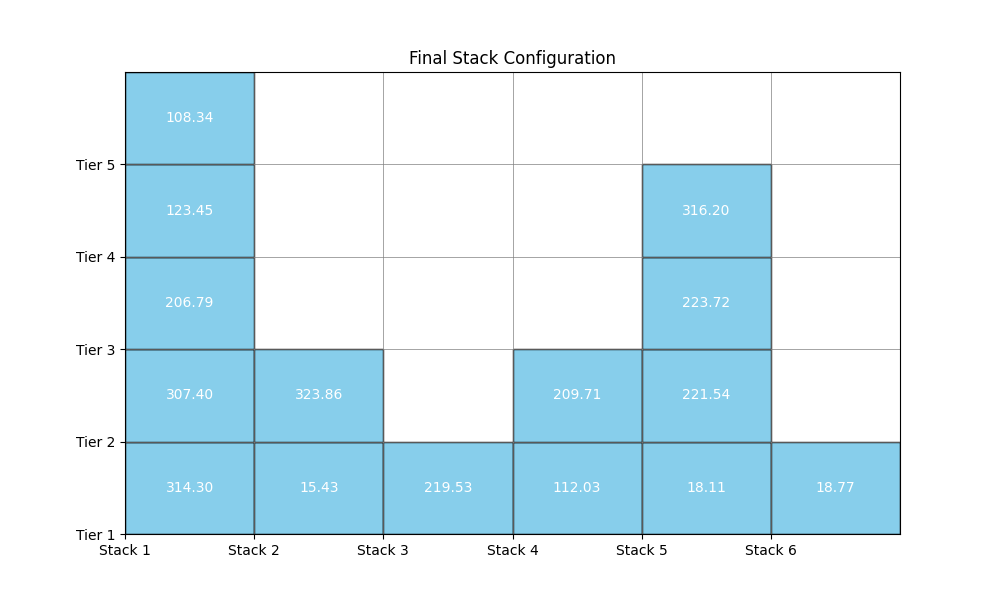 Final Stack Configuration
108.34
Tier 5
123.45 316.20
Tier 4
206.79 223.72
Tier 3
307.40 323.86 209.71 221.54
Tier 2
314.30 15.43 219.53 112.03 18.11 18.77
Tier 1
Stack 1 Stack 2 Stack 3 Stack 4 Stack 5 Stack 6